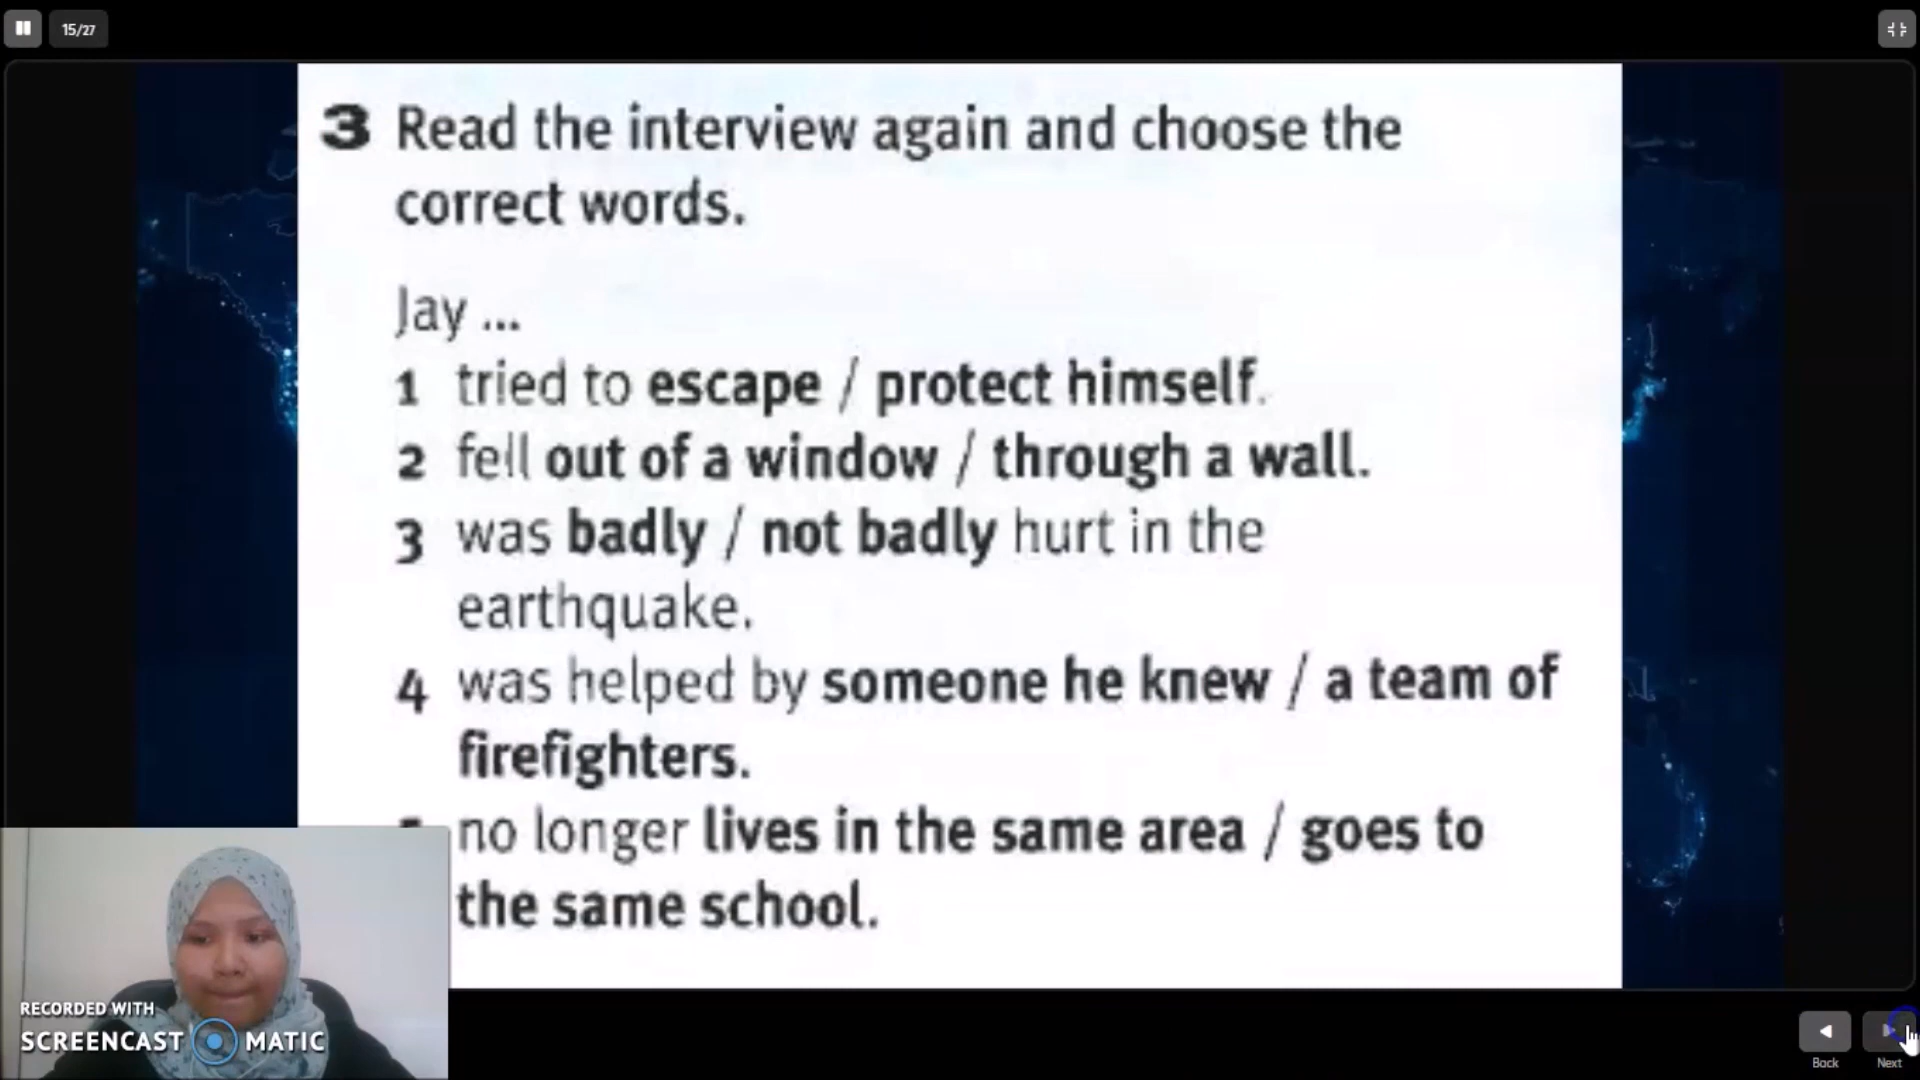 15/27
3 Read the interview again and choose the
correct words.
Jay ...
1 tried to escape / protect himself.
2 fell out of a window / through a wall.
3 was badly / not badly hurt in the
earthquake.
4 was helped by someone he knew / a team of
firefighters.
no longer lives in the same area / goes to
the same school.
RECORDED WITH
SCREENCAST MATIC
Back
Next